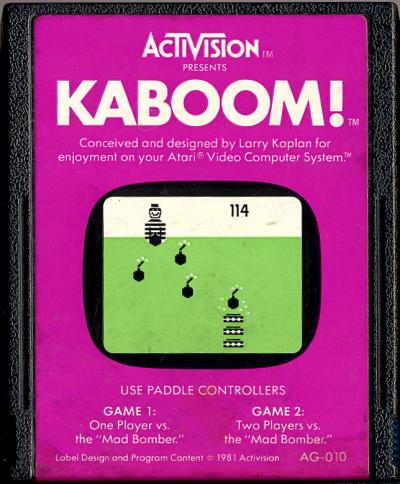 ACTIVISION TM
PRESENTS
KABOOM! TM
Conceived and designed by Larry Kaplan for
enjoyment on your Atari® Video Computer System.™
114
USE PADDLE CONTROLLERS
GAME 1:
One Player vs.
the "Mad Bomber."
GAME 2:
Two Players vs.
the "Mad Bomber."
Label Design and Program Content © 1981 Activision AG-010